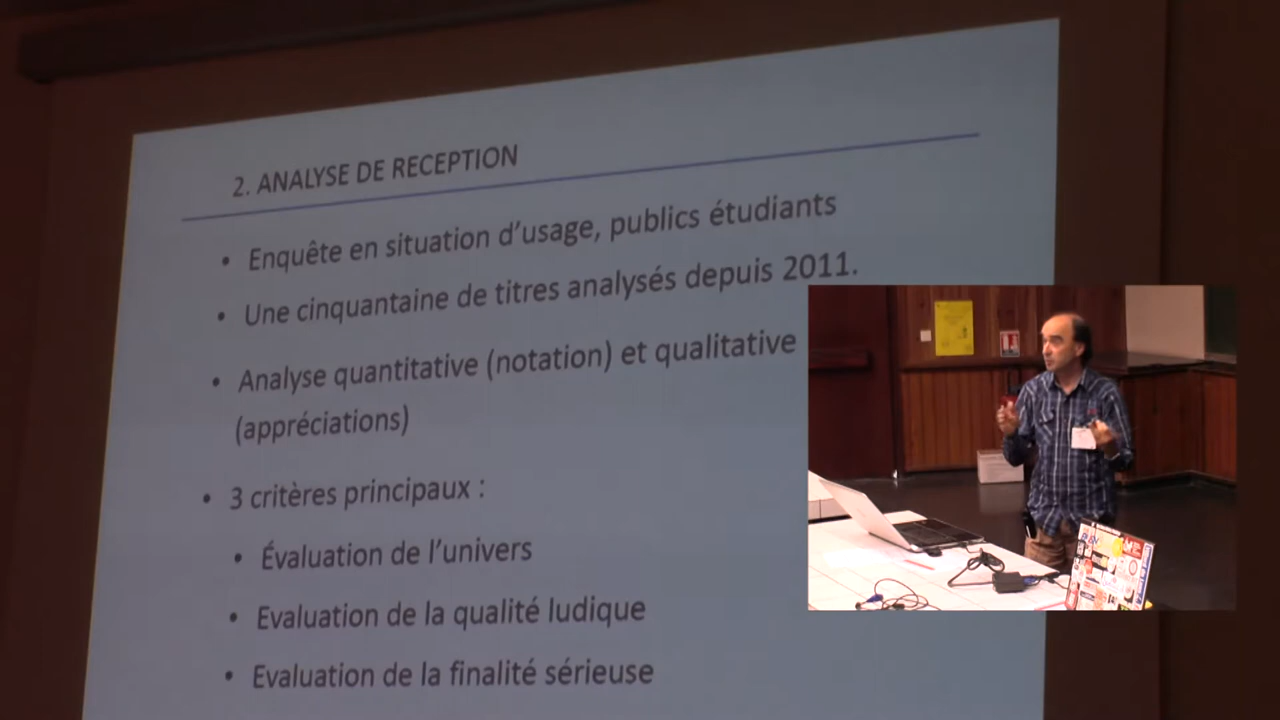 2. ANALYSE DE RECEPTION
• Enquête en situation d'usage, publics étudiants
• Une cinquantaine de titres analysés depuis 2011.
• Analyse quantitative (notation) et qualitative
(appréciations)
• 3 critères principaux :
• Évaluation de l'univers
• Evaluation de la qualité ludique
• Evaluation de la finalité sérieuse